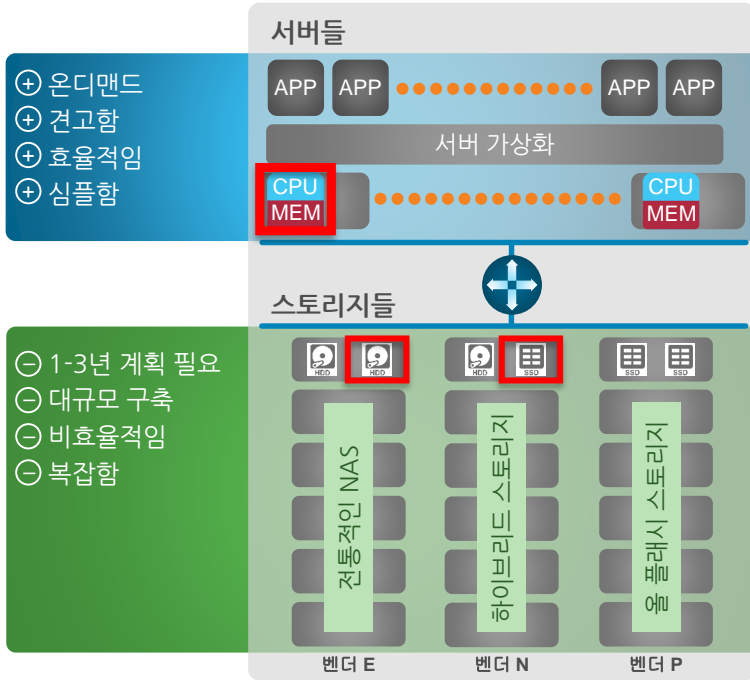 서버들
⊕ 온디맨드
⊕ 견고함
⊕ 효율적임
⊕ 심플함
APP APP APP APP
서버 가상화
CPU CPU
MEM MEM
스토리지들
⊖ 1-3년 계획 필요
⊖ 대규모 구축
⊖ 비효율적임
⊖ 복잡함
HDD HDD HDD SSD SSD SSD
전통적인 NAS
하이브리드 스토리지
올 플래시 스토리지
벤더 E 벤더 N 벤더 P